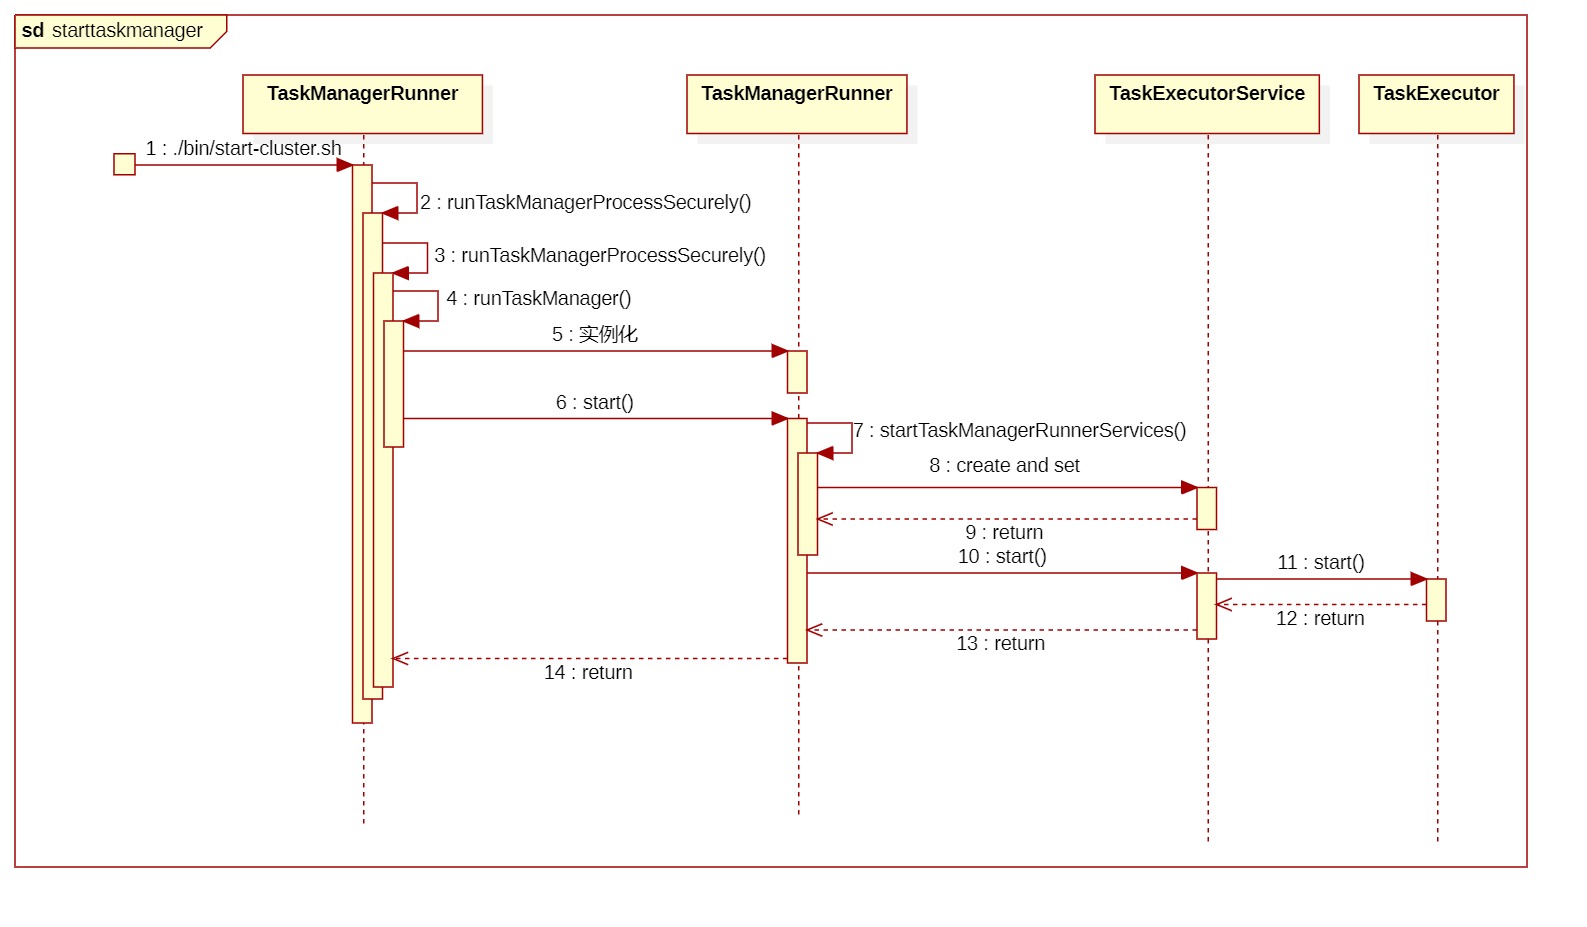 sd starttaskmanager
TaskManagerRunner
TaskManagerRunner
TaskExecutorService
TaskExecutor
1 : ./bin/start-cluster.sh
2 : runTaskManagerProcessSecurely()
3 : runTaskManagerProcessSecurely()
4 : runTaskManager()
5 : 实例化
6 : start()
7 : startTaskManagerRunnerServices()
8 : create and set
9 : return
10 : start()
11 : start()
12 : return
13 : return
14 : return